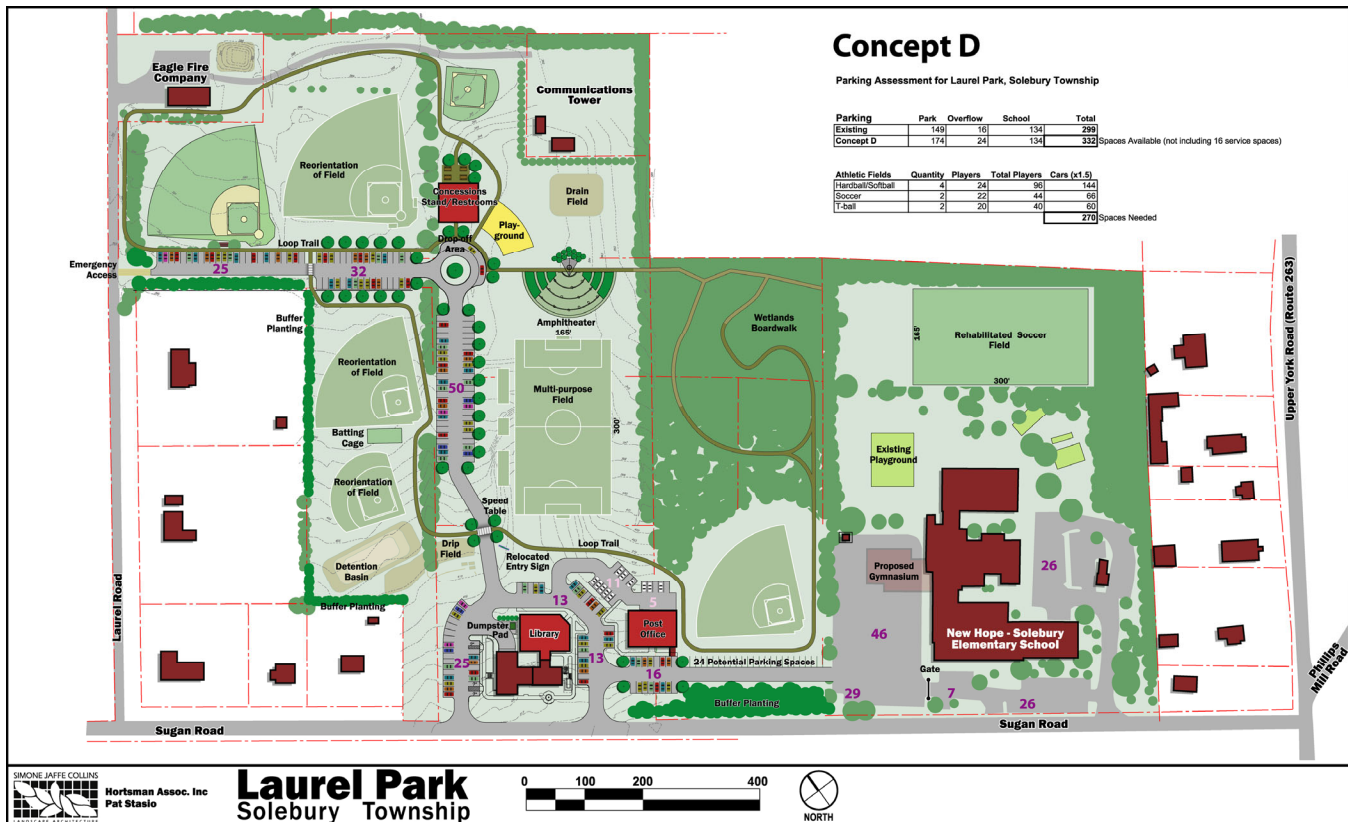 Concept D
Parking Assessment for Laurel Park, Solebury Township
Parking Park Overflow School Total
Existing 149 16 134 299
Concept D 174 24 134 332 Spaces Available (not including 16 service spaces)
Athletic Fields Quantity Players Total Players Cars (x1.5)
Hardball/Softball 4 24 96 144
Soccer 2 22 44 66
T-ball 2 20 40 60
270 Spaces Needed
Eagle Fire
Company
Communications
Tower
Reorientation
of Field
Concessions
Stand/Restrooms
Drain
Field
Play-
ground
Drop-off
Area
Loop Trail
Emergency
Access
25
32
Buffer
Planting
Amphitheater
165'
Wetlands
Boardwalk
165'
Rehabilitated Soccer
Field
300'
Upper York Road (Route 263)
Reorientation
of Field
50
Multi-purpose
Field
300'
Batting
Cage
Existing
Playground
Reorientation
of Field
Speed
Table
Drip
Field
Relocated
Entry Sign
Loop Trail
Detention
Basin
Proposed
Gymnasium
26
11
5
13
Buffer Planting
Laurel Road
Dumpster
Pad
Library
Post
Office
46
New Hope - Solebury
Elementary School
25
13
16
24 Potential Parking Spaces
Gate
29
7
26
Buffer Planting
Phillips
Mill Road
Sugan Road
Sugan Road
SIMONE JAFFE COLLINS
LANDSCAPE ARCHITECTURE
Hortsman Assoc. Inc
Pat Stasio
Laurel Park
Solebury Township
0 100 200 400
NORTH